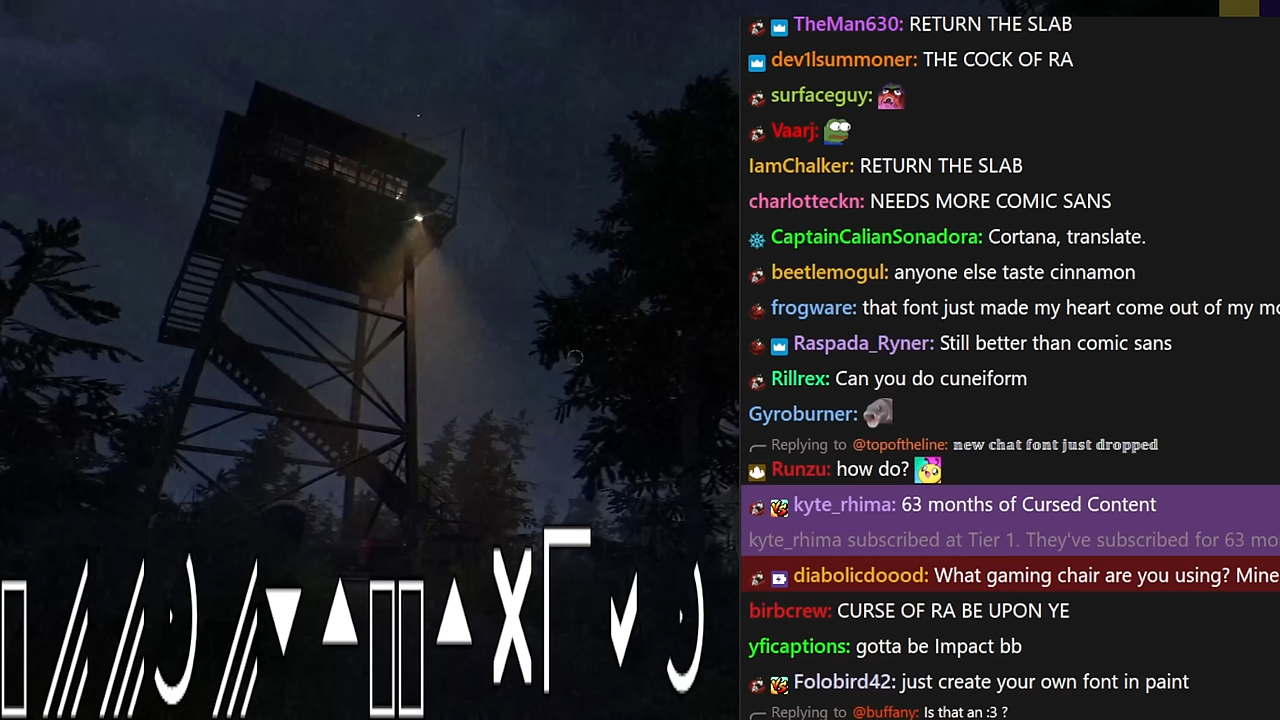 TheMan630: RETURN THE SLAB
dev1lsummoner: THE COCK OF RA
surfaceguy:
Vaarj:
IamChalker: RETURN THE SLAB
charlotteckn: NEEDS MORE COMIC SANS
CaptainCalianSonadora: Cortana, translate.
beetlemogul: anyone else taste cinnamon
frogware: that font just made my heart come out of my
Raspada_Ryner: Still better than comic sans
Rillrex: Can you do cuneiform
Gyroburner:
Replying to @topoftheline: new chat font just dropped
Runzu: how do?
kyte_rhima: 63 months of Cursed Content
kyte_rhima subscribed at Tier 1. They've subscribed for 63
diabolicdoood: What gaming chair are you using? Mine
birbcrew: CURSE OF RA BE UPON YE
yficaptions: gotta be Impact bb
Folobird42: just create your own font in paint
Replying to @buffany: Is that an :3 ?